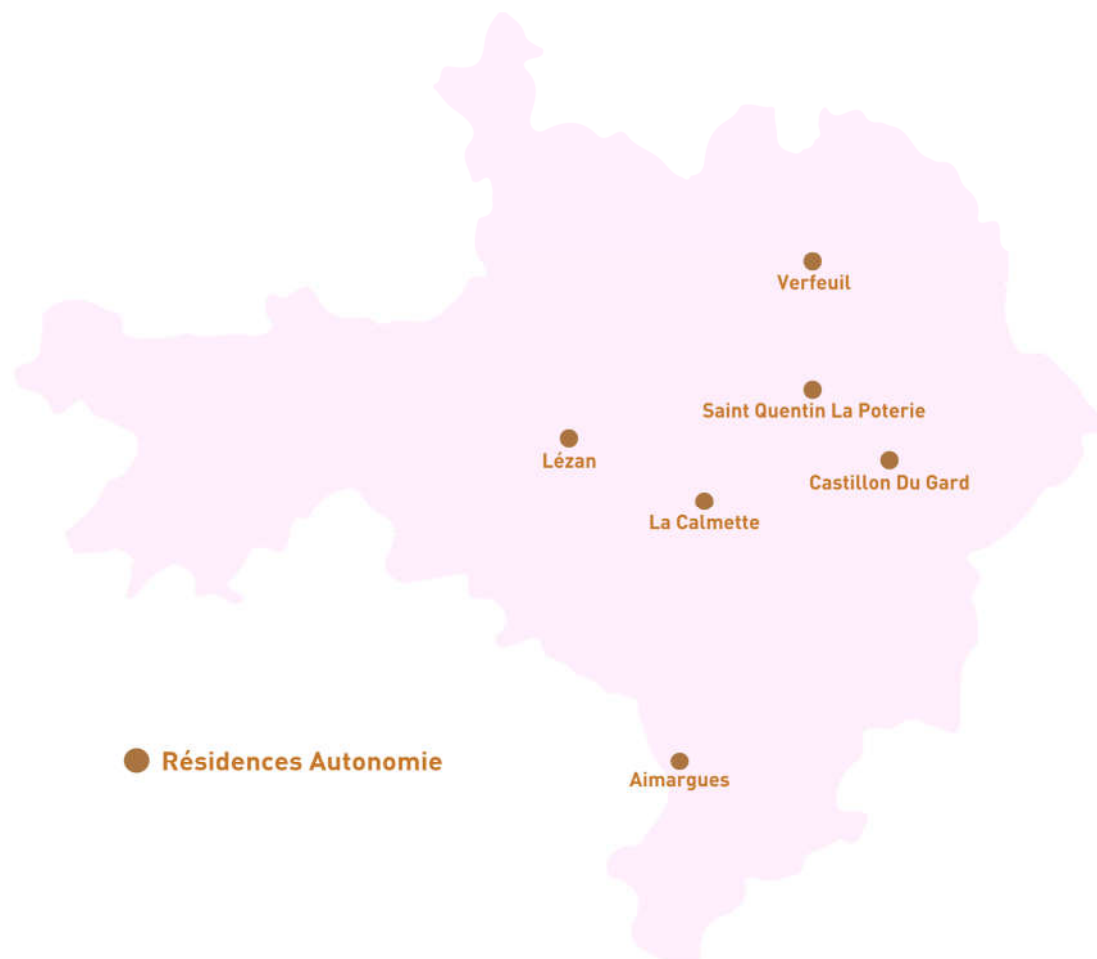 Verfeuil
Saint Quentin La Poterie
Lézan
Castillon Du Gard
La Calmette
Résidences Autonomie
Aimargues